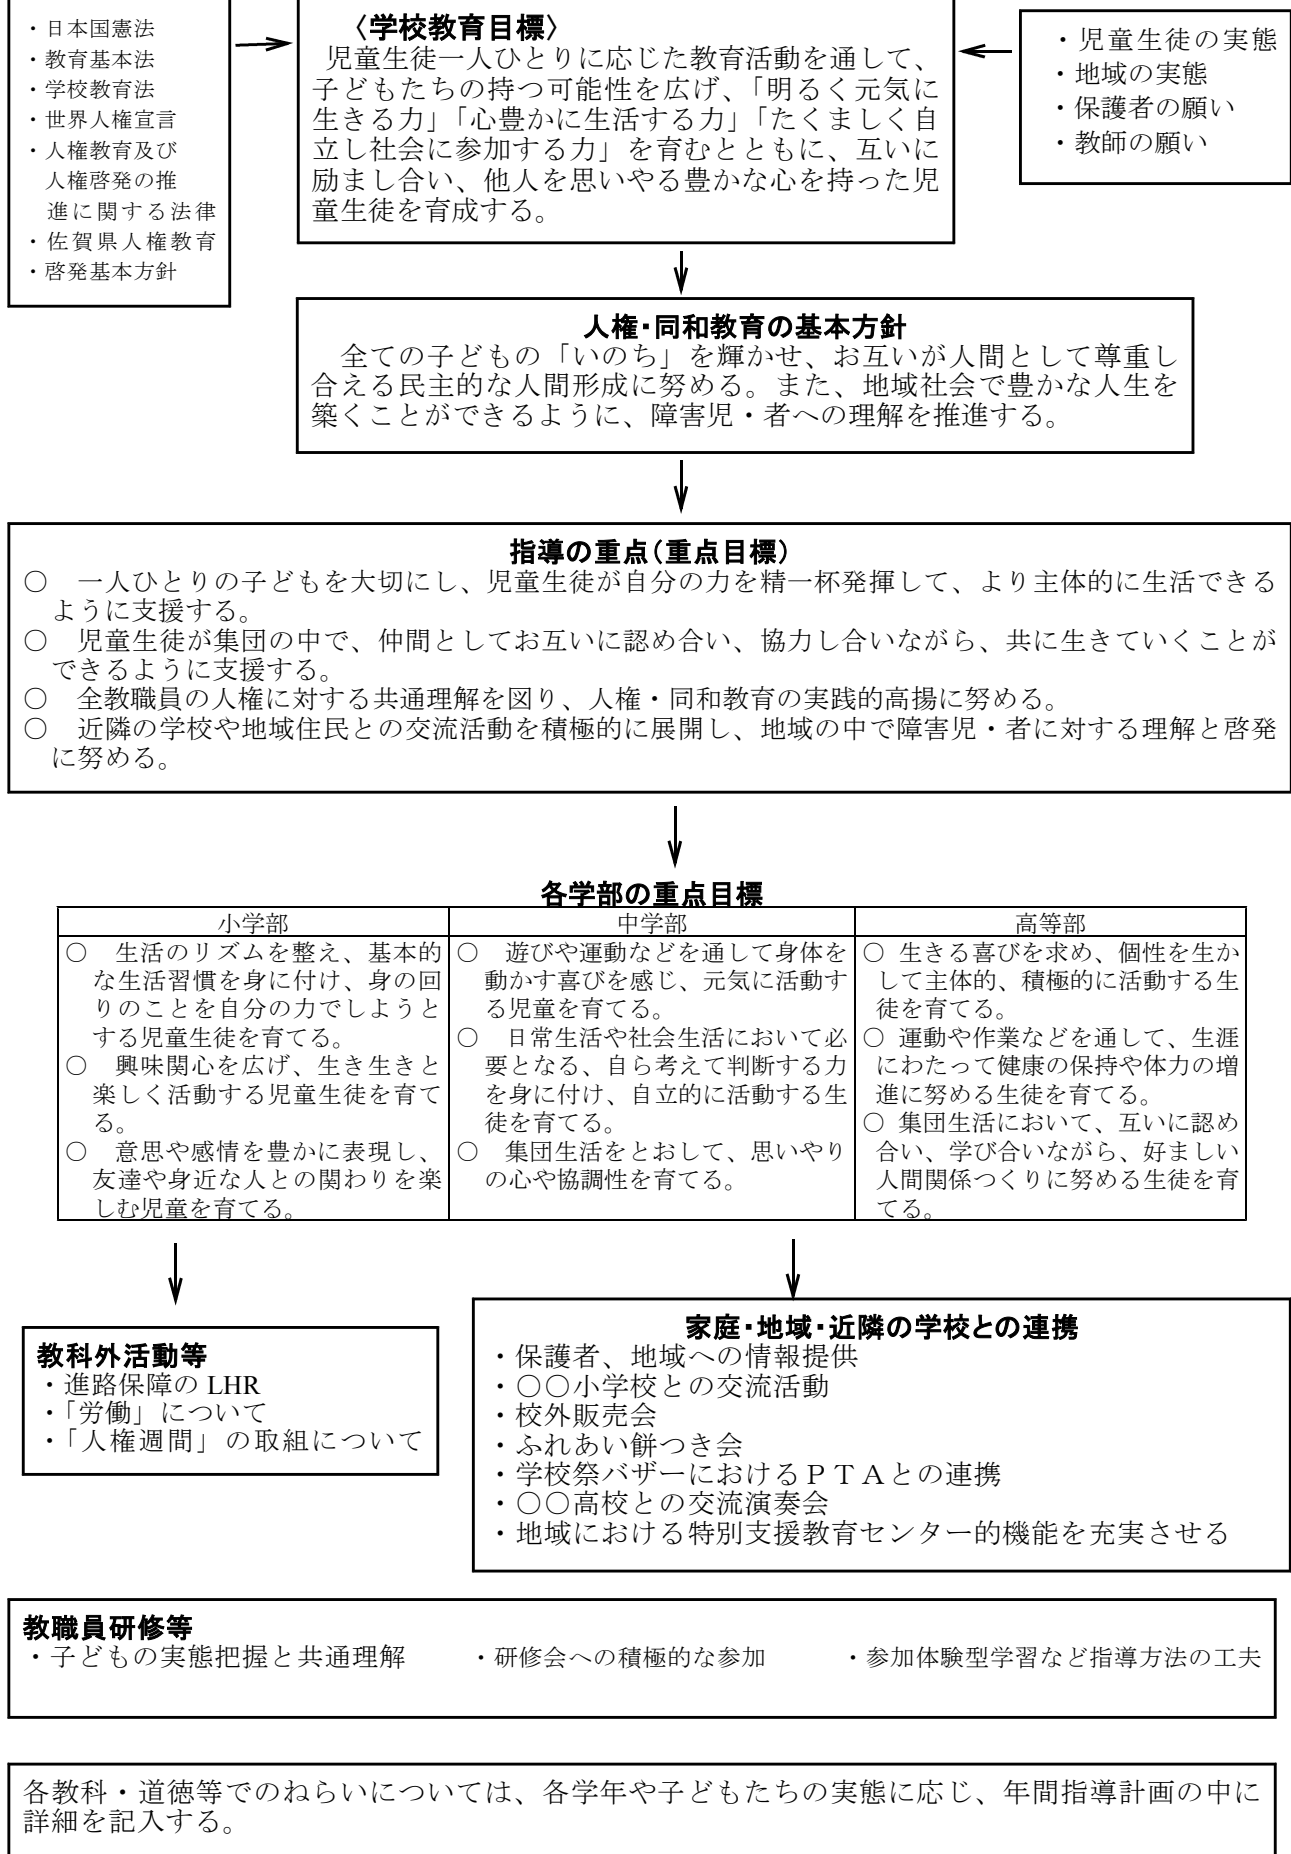 ・日本国憲法
・教育基本法
・学校教育法
・世界人権宣言
・人権教育及び
人権啓発の推
進に関する法律
・佐賀県人権教育
・啓発基本方針
〈学校教育目標〉
児童生徒一人ひとりに応じた教育活動を通して、
子どもたちの持つ可能性を広げ、「明るく元気に
生きる力」「心豊かに生活する力」「たくましく自
立し社会に参加する力」を育むとともに、互いに
励まし合い、他人を思いやる豊かな心を持った児
童生徒を育成する。
・児童生徒の実態
・地域の実態
・保護者の願い
・教師の願い
人権・同和教育の基本方針
全ての子どもの「いのち」を輝かせ、お互いが人間として尊重し
合える民主的な人間形成に努める。また、地域社会で豊かな人生を
築くことができるように、障害児・者への理解を推進する。
指導の重点（重点目標）
○　一人ひとりの子どもを大切にし、児童生徒が自分の力を精一杯発揮して、より主体的に生活できる
ように支援する。
○　児童生徒が集団の中で、仲間としてお互いに認め合い、協力し合いながら、共に生きていくことが
できるように支援する。
○　全教職員の人権に対する共通理解を図り、人権・同和教育の実践的高揚に努める。
○　近隣の学校や地域住民との交流活動を積極的に展開し、地域の中で障害児・者に対する理解と啓発
に努める。
各学部の重点目標
小学部
○　生活のリズムを整え、基本的
な生活習慣を身に付け、身の回
りのことを自分の力でしようと
する児童生徒を育てる。
○　興味関心を広げ、生き生きと
楽しく活動する児童生徒を育て
る。
○　意思や感情を豊かに表現し、
友達や身近な人との関わりを楽
しむ児童を育てる。
中学部
○　遊びや運動などを通して身体を
動かす喜びを感じ、元気に活動す
る児童を育てる。
○　日常生活や社会生活において必
要となる、自ら考えて判断する力
を身に付け、自立的に活動する生
徒を育てる。
○　集団生活をとおして、思いやり
の心や協調性を育てる。
高等部
○ 生きる喜びを求め、個性を生か
して主体的、積極的に活動する生
徒を育てる。
○ 運動や作業などを通して、生涯
にわたって健康の保持や体力の増
進に努める生徒を育てる。
○ 集団生活において、互いに認め
合い、学び合いながら、好ましい
人間関係つくりに努める生徒を育
てる。
教科外活動等
・進路保障の LHR
・「労働」について
・「人権週間」の取組について
家庭・地域・近隣の学校との連携
・保護者、地域への情報提供
・○○小学校との交流活動
・校外販売会
・ふれあい餅つき会
・学校祭バザーにおけるＰＴＡとの連携
・○○高校との交流演奏会
・地域における特別支援教育センター的機能を充実させる
教職員研修等
・子どもの実態把握と共通理解　・研修会への積極的な参加　・参加体験型学習など指導方法の工夫
各教科・道徳等でのねらいについては、各学年や子どもたちの実態に応じ、年間指導計画の中に
詳細を記入する。